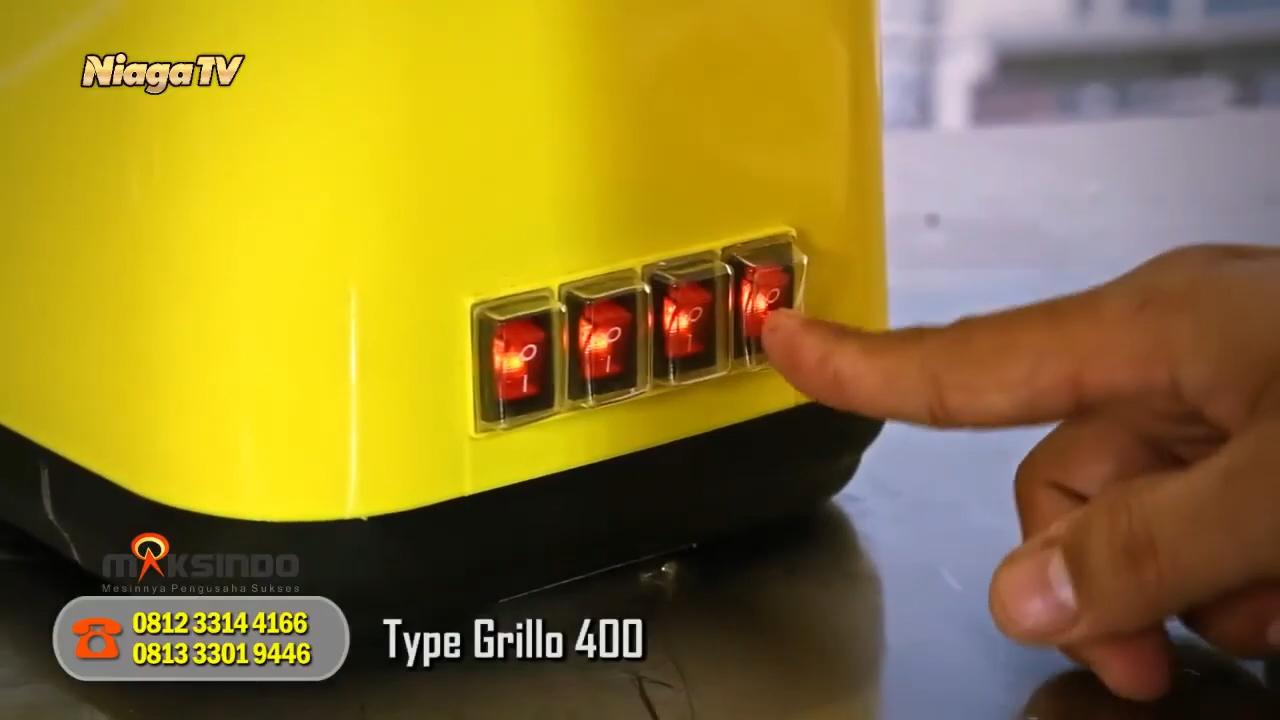 NiagaTV
O
I
O
I
O
I
O
MAKSINDO
Mesinnya Pengusaha Sukses
0812 3314 4166
0813 3301 9446
Type Grillo 400